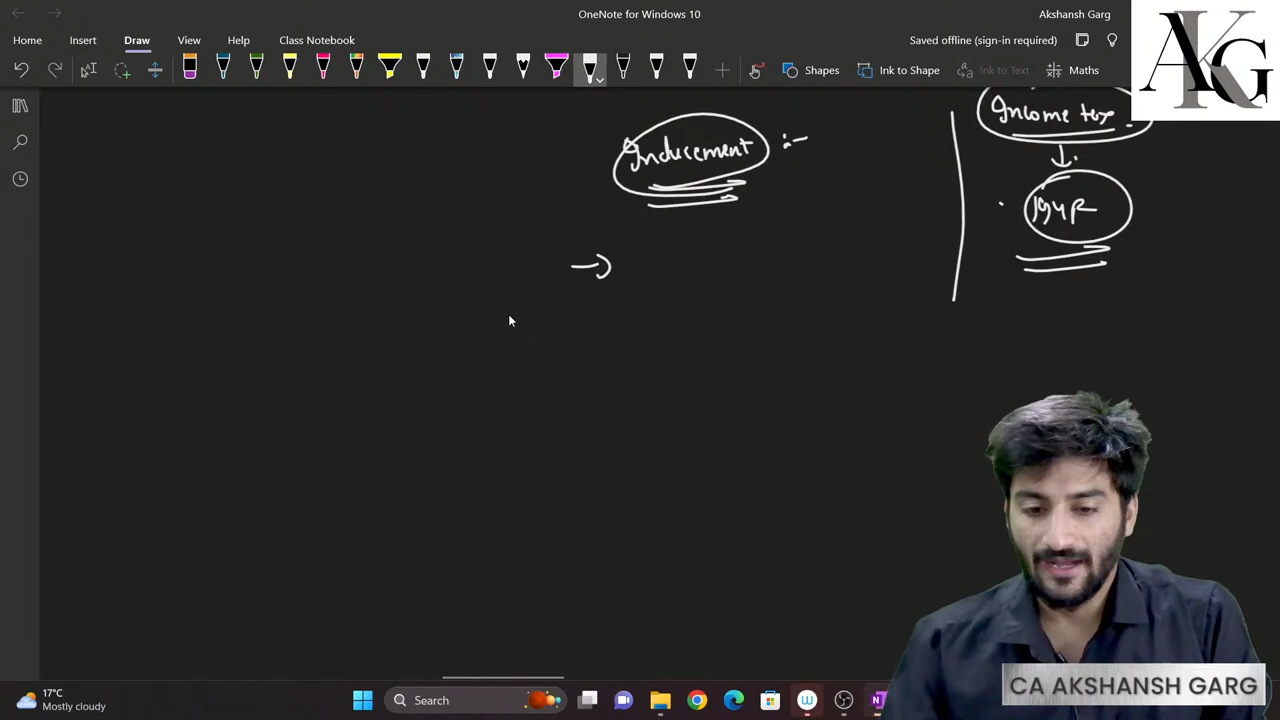 OneNote for Windows 10
Akshansh Garg
Home Insert Draw View Help Class Notebook
Saved offline (sign-in required)
Shapes Ink to Shape Ink to Text Maths
AKG
Income tax
Inducement :-
17°C
Mostly cloudy
Search
CA AKSHANSH GARG